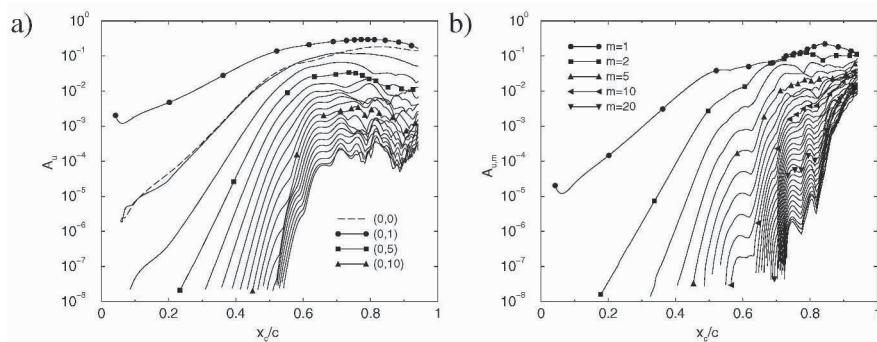 a)
10^0
10^-1
10^-2
10^-3
10^-4
10^-5
10^-6
10^-7
10^-8
A_u
(0,0)
(0,1)
(0,5)
(0,10)
0 0.2 0.4 0.6 0.8 1
x_c/c
b)
10^0
10^-1
10^-2
10^-3
10^-4
10^-5
10^-6
10^-7
10^-8
A_u,m
m=1
m=2
m=5
m=10
m=20
0 0.2 0.4 0.6 0.8 1
x_c/c